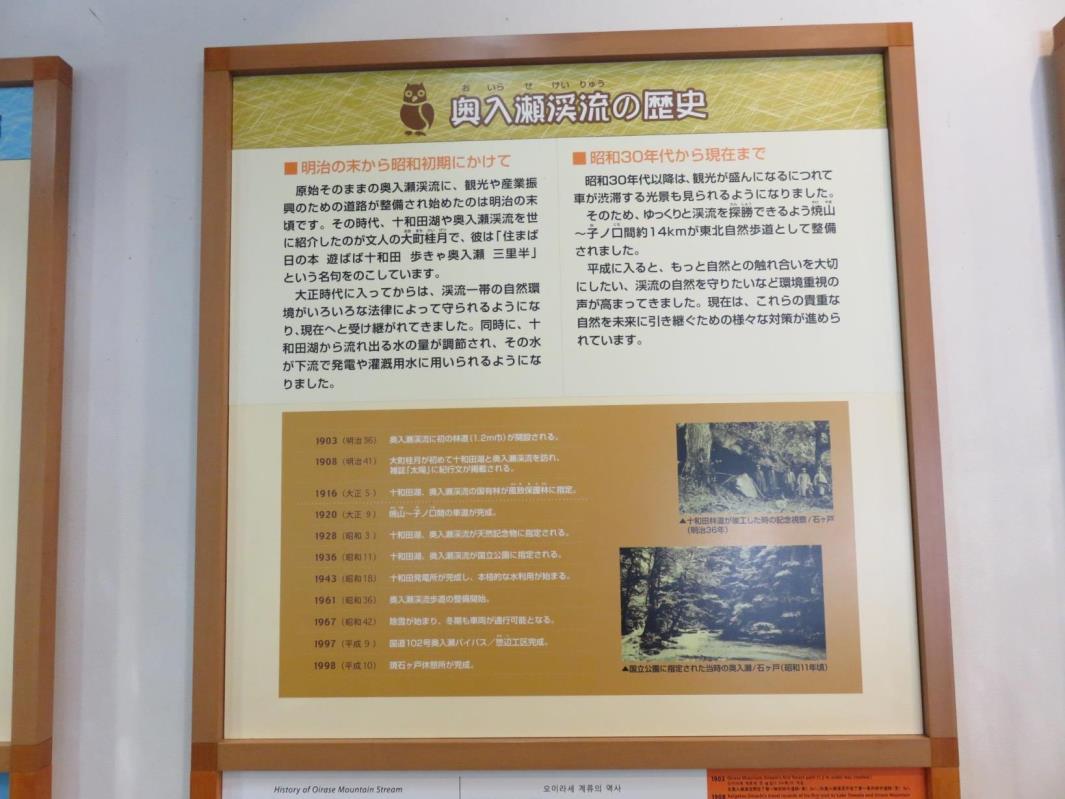 おいらせけいりゅう
奥入瀬渓流の歴史
■明治の末から昭和初期にかけて
原始そのままの奥入瀬渓流に、観光や産業振
興のための道路が整備され始めたのは明治の末
頃です。その時代、十和田湖や奥入瀬渓流を世
に紹介したのが文人の大町桂月で、彼は「住まば
日の本 遊ばば十和田 歩きゃ奥入瀬 三里半」
という名句をのこしています。
大正時代に入ってからは、渓流一帯の自然環
境がいろいろな法律によって守られるようにな
り、現在へと受け継がれてきました。同時に、十
和田湖から流れ出る水の量が調節され、その水
が下流で発電や灌漑用水に用いられるようにな
りました。
■昭和30年代から現在まで
昭和30年代以降は、観光が盛んになるにつれて
車が渋滞する光景も見られるようになりました。
そのため、ゆっくりと渓流を探勝できるよう焼山
～子ノ口間約14kmが東北自然歩道として整備
されました。
平成に入ると、もっと自然との触れ合いを大切
にしたい、渓流の自然を守りたいなど環境重視の
声が高まってきました。現在は、これらの貴重な
自然を未来に引き継ぐための様々な対策が進めら
れています。
1903（明治36） 奥入瀬渓流に初の林道（1.2m巾）が開設される。
1908（明治41） 大町桂月が初めて十和田湖と奥入瀬渓流を訪れ、
雑誌「太陽」に紀行文が掲載される。
1916（大正 5） 十和田湖、奥入瀬渓流の国有林が風致保護林に指定。
1920（大正 9） 焼山～子ノ口間の車道が完成。
1928（昭和 3） 十和田湖、奥入瀬渓流が天然記念物に指定される。
1936（昭和11） 十和田湖、奥入瀬渓流が国立公園に指定される。
1943（昭和18） 十和田発電所が完成し、本格的な水利用が始まる。
1961（昭和36） 奥入瀬渓流歩道の整備開始。
1967（昭和42） 除雪が始まり、冬期も車両が通行可能となる。
1997（平成 9） 国道102号奥入瀬バイパス／惣辺工区完成。
1998（平成10） 現石ヶ戸休憩所が完成。
▲十和田林道が竣工した時の記念視察/石ヶ戸
（明治36年）
▲国立公園に指定された当時の奥入瀬/石ヶ戸（昭和11年頃）
History of Oirase Mountain Stream
오이라세 계류의 역사
1903
1908